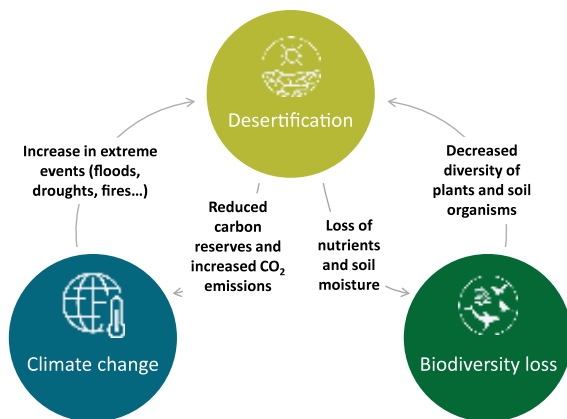 Desertification
Increase in extreme
events (floods,
droughts, fires...)
Decreased
diversity of
plants and soil
organisms
Reduced
carbon
reserves and
increased CO₂
emissions
Loss of
nutrients
and soil
moisture
Climate change
Biodiversity loss